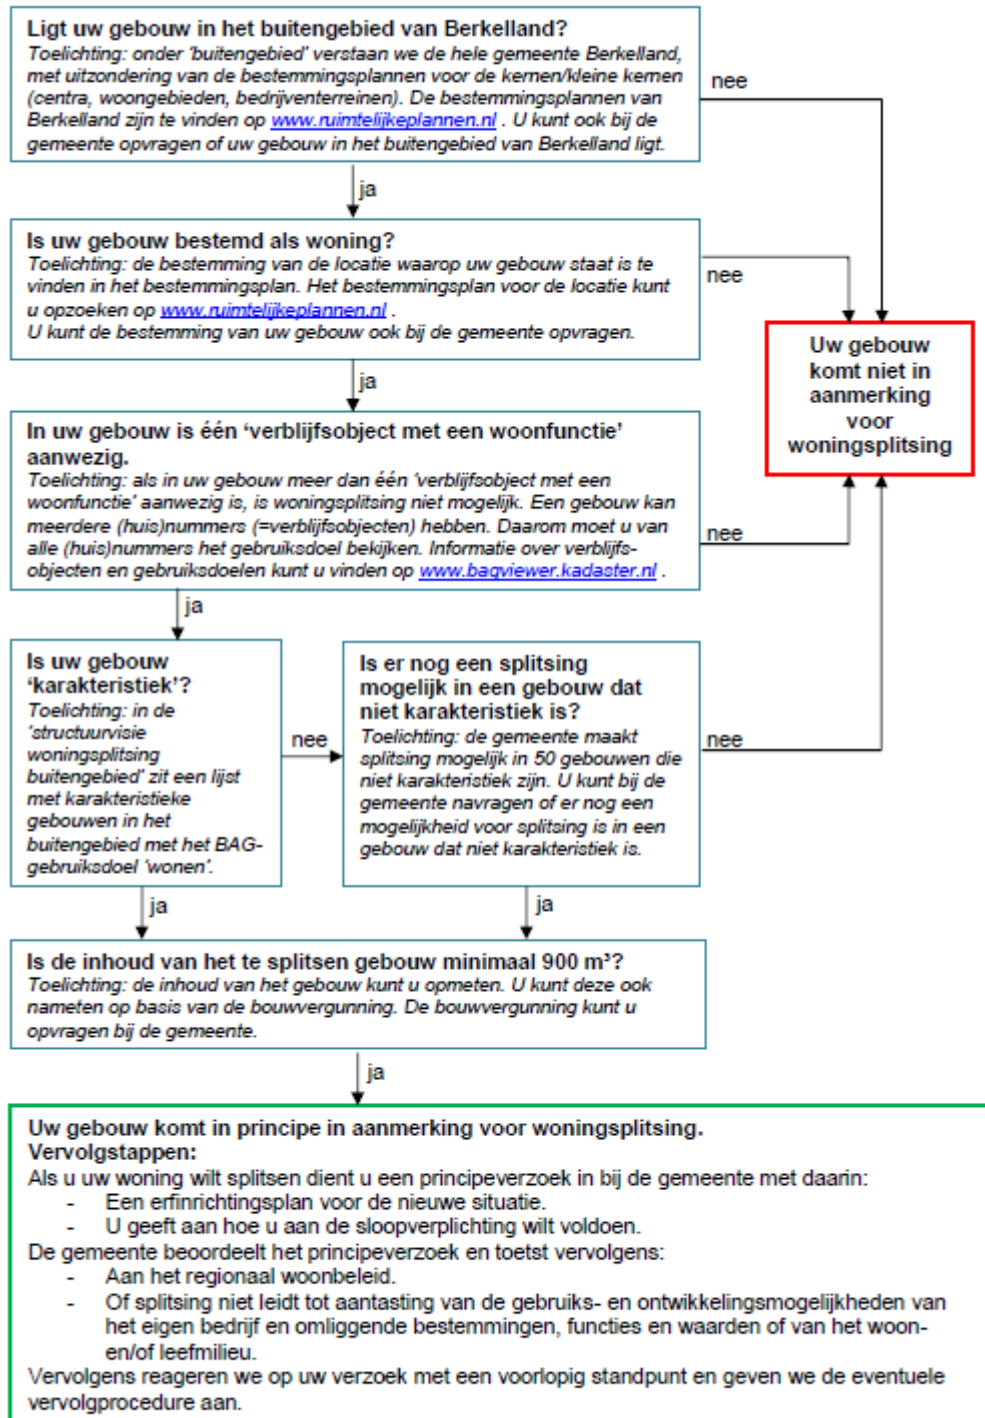 Ligt uw gebouw in het buitengebied van Berkelland?
Toelichting: onder 'buitengebied' verstaan we de hele gemeente Berkelland,
met uitzondering van de bestemmingsplannen voor de kernen/kleine kernen
(centra, woongebieden, bedrijventerreinen). De bestemmingsplannen van
Berkelland zijn te vinden op www.ruimtelijkeplannen.nl . U kunt ook bij de
gemeente opvragen of uw gebouw in het buitengebied van Berkelland ligt.
nee
ja
Is uw gebouw bestemd als woning?
Toelichting: de bestemming van de locatie waarop uw gebouw staat is te
vinden in het bestemmingsplan. Het bestemmingsplan voor de locatie kunt
u opzoeken op www.ruimtelijkeplannen.nl .
U kunt de bestemming van uw gebouw ook bij de gemeente opvragen.
nee
ja
Uw gebouw
komt niet in
aanmerking
voor
woningsplitsing
In uw gebouw is één 'verblijfsobject met een woonfunctie'
aanwezig.
Toelichting: als in uw gebouw meer dan één 'verblijfsobject met een
woonfunctie' aanwezig is, is woningsplitsing niet mogelijk. Een gebouw kan
meerdere (huis)nummers (=verblijfsobjecten) hebben. Daarom moet u van
alle (huis)nummers het gebruiksdoel bekijken. Informatie over verblijfs-
objecten en gebruiksdoelen kunt u vinden op www.bagviewer.kadaster.nl .
nee
ja
Is uw gebouw
'karakteristiek'?
Toelichting: in de
'structuurvisie
woningsplitsing
buitengebied' zit een lijst
met karakteristieke
gebouwen in het
buitengebied met het BAG-
gebruiksdoel 'wonen'.
nee
Is er nog een splitsing
mogelijk in een gebouw dat
niet karakteristiek is?
Toelichting: de gemeente maakt
splitsing mogelijk in 50 gebouwen die
niet karakteristiek zijn. U kunt bij de
gemeente navragen of er nog een
mogelijkheid voor splitsing is in een
gebouw dat niet karakteristiek is.
nee
ja
ja
Is de inhoud van het te splitsen gebouw minimaal 900 m³?
Toelichting: de inhoud van het gebouw kunt u opmeten. U kunt deze ook
nameten op basis van de bouwvergunning. De bouwvergunning kunt u
opvragen bij de gemeente.
ja
Uw gebouw komt in principe in aanmerking voor woningsplitsing.
Vervolgstappen:
Als u uw woning wilt splitsen dient u een principeverzoek in bij de gemeente met daarin:
- Een erfinrichtingsplan voor de nieuwe situatie.
- U geeft aan hoe u aan de sloopverplichting wilt voldoen.
De gemeente beoordeelt het principeverzoek en toetst vervolgens:
- Aan het regionaal woonbeleid.
- Of splitsing niet leidt tot aantasting van de gebruiks- en ontwikkelingsmogelijkheden van
het eigen bedrijf en omliggende bestemmingen, functies en waarden of van het woon-
en/of leefmilieu.
Vervolgens reageren we op uw verzoek met een voorlopig standpunt en geven we de eventuele
vervolgprocedure aan.